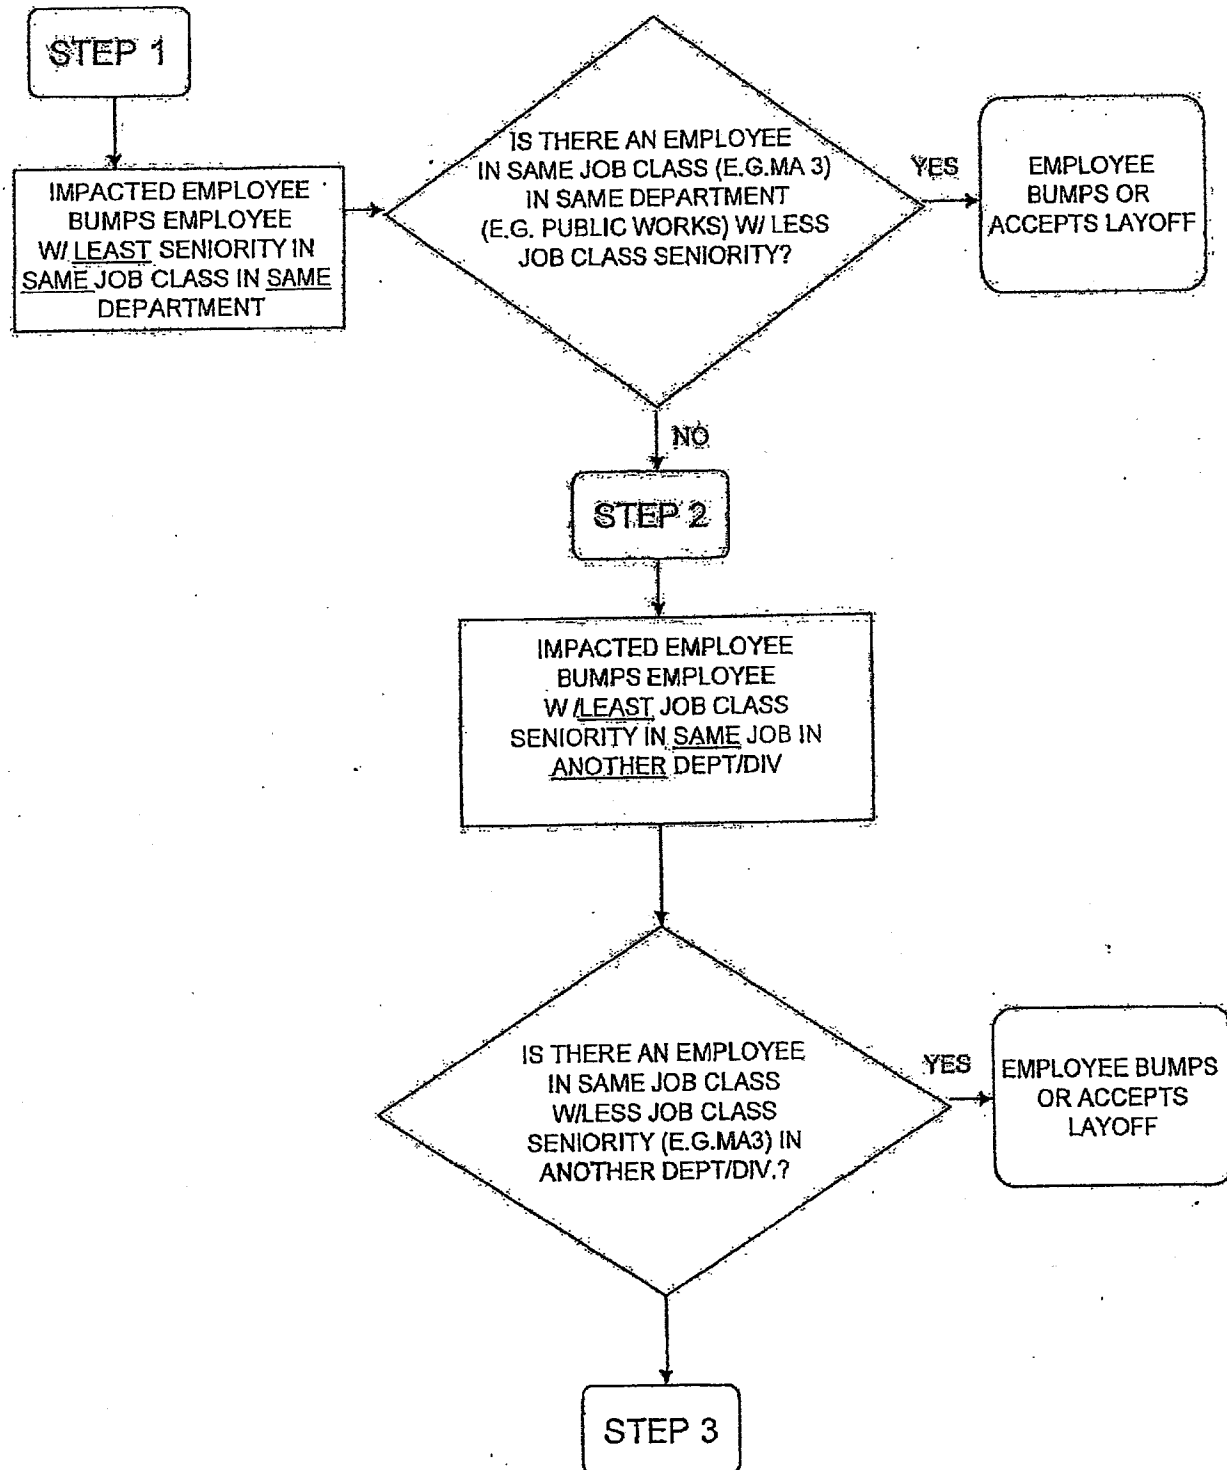 STEP 1
IMPACTED EMPLOYEE
BUMPS EMPLOYEE
W/ LEAST SENIORITY IN
SAME JOB CLASS IN SAME
DEPARTMENT
IS THERE AN EMPLOYEE
IN SAME JOB CLASS (E.G.MA 3)
IN SAME DEPARTMENT
(E.G. PUBLIC WORKS) W/ LESS
JOB CLASS SENIORITY?
YES
EMPLOYEE
BUMPS OR
ACCEPTS LAYOFF
NO
STEP 2
IMPACTED EMPLOYEE
BUMPS EMPLOYEE
W /LEAST JOB CLASS
SENIORITY IN SAME JOB IN
ANOTHER DEPT/DIV
IS THERE AN EMPLOYEE
IN SAME JOB CLASS
W/LESS JOB CLASS
SENIORITY (E.G.MA3) IN
ANOTHER DEPT/DIV.?
YES
EMPLOYEE BUMPS
OR ACCEPTS
LAYOFF
STEP 3